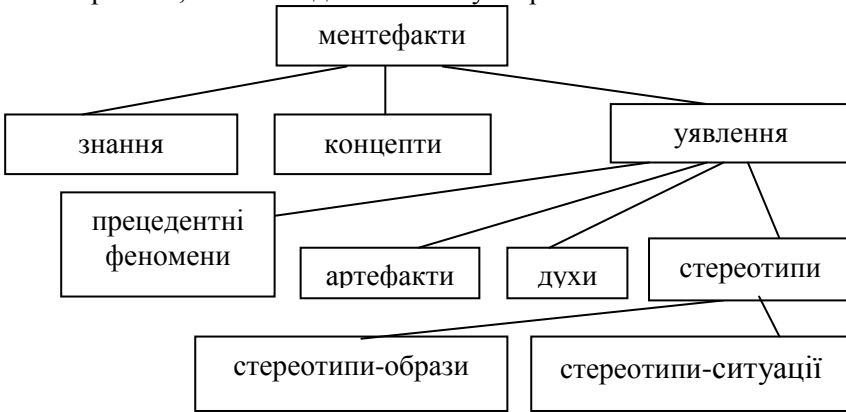 ментефакти
знання
концепти
уявлення
прецедентні
феномени
артефакти
духи
стереотипи
стереотипи-образи
стереотипи-ситуації